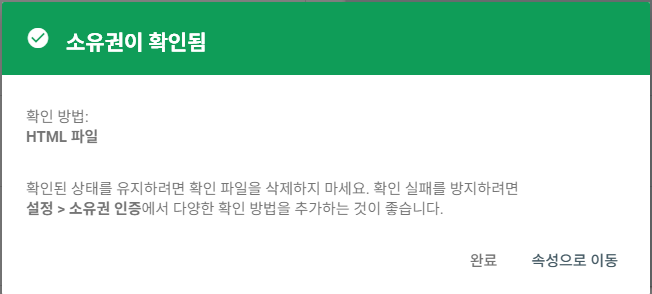 소유권이 확인됨
확인 방법:
HTML 파일
확인된 상태를 유지하려면 확인 파일을 삭제하지 마세요. 확인 실패를 방지하려면
설정 > 소유권 인증에서 다양한 확인 방법을 추가하는 것이 좋습니다.
완료 속성으로 이동